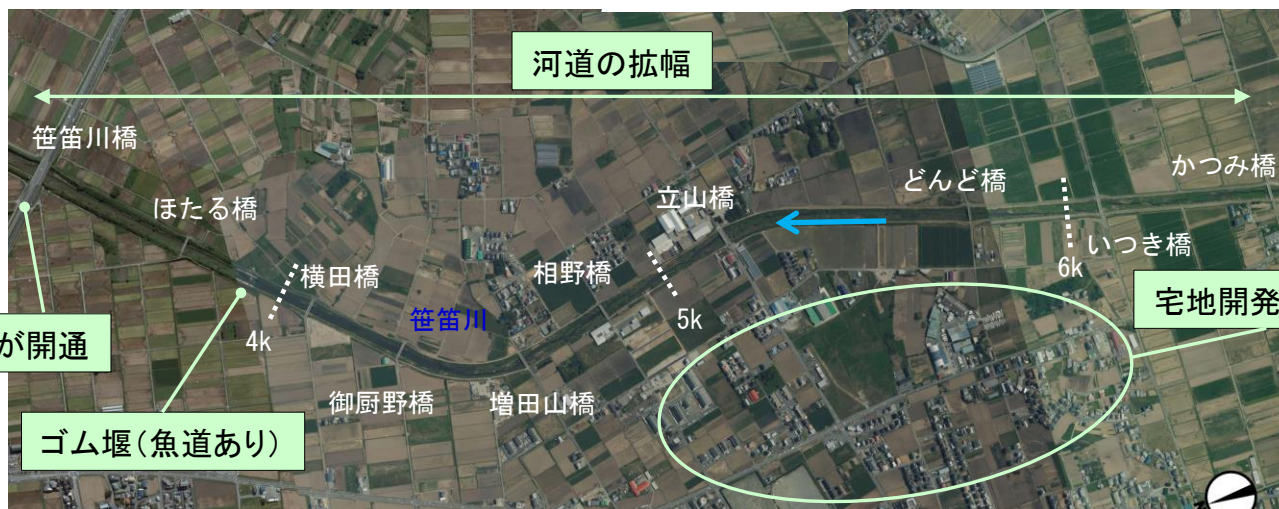 河道の拡幅
笹笛川橋
かつみ橋
どんど橋
立山橋
ほたる橋
いつき橋
6k
相野橋
横田橋
宅地開発
5k
笹笛川
4k
が開通
御厨野橋
増田山橋
ゴム堰(魚道あり)